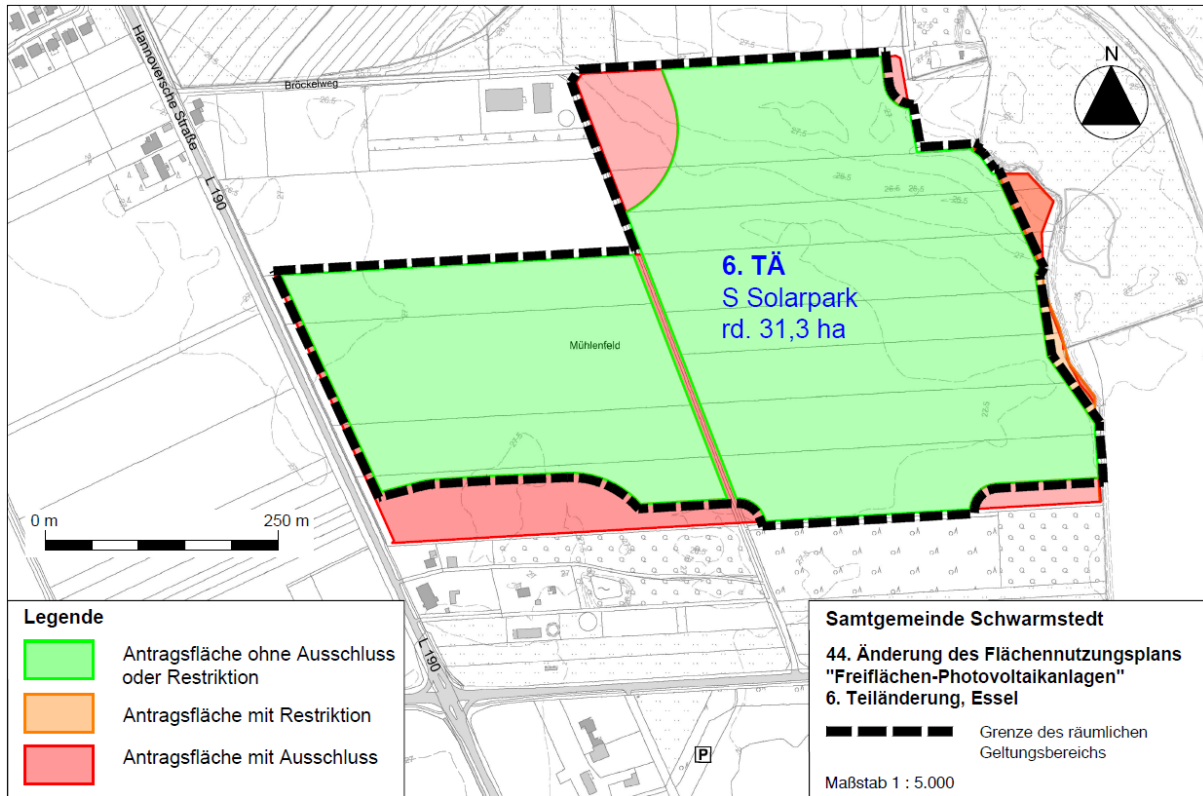 N
Bröckelweg
Hannoversche Straße
L 190
6. TÄ
S Solarpark
rd. 31,3 ha
Mühlenfeld
0 m
250 m
L 190
P
Legende
Antragsfläche ohne Ausschluss
oder Restriktion
Antragsfläche mit Restriktion
Antragsfläche mit Ausschluss
Samtgemeinde Schwarmstedt
44. Änderung des Flächennutzungsplans
"Freiflächen-Photovoltaikanlagen"
6. Teiländerung, Essel
Grenze des räumlichen
Geltungsbereichs
Maßstab 1 : 5.000